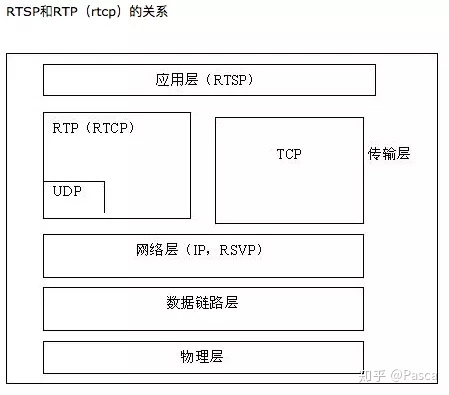 RTSP和RTP（rtcp）的关系
应用层（RTSP）
RTP（RTCP）
TCP
传输层
UDP
网络层（IP，RSVP）
数据链路层
物理层
知乎 @Pasca